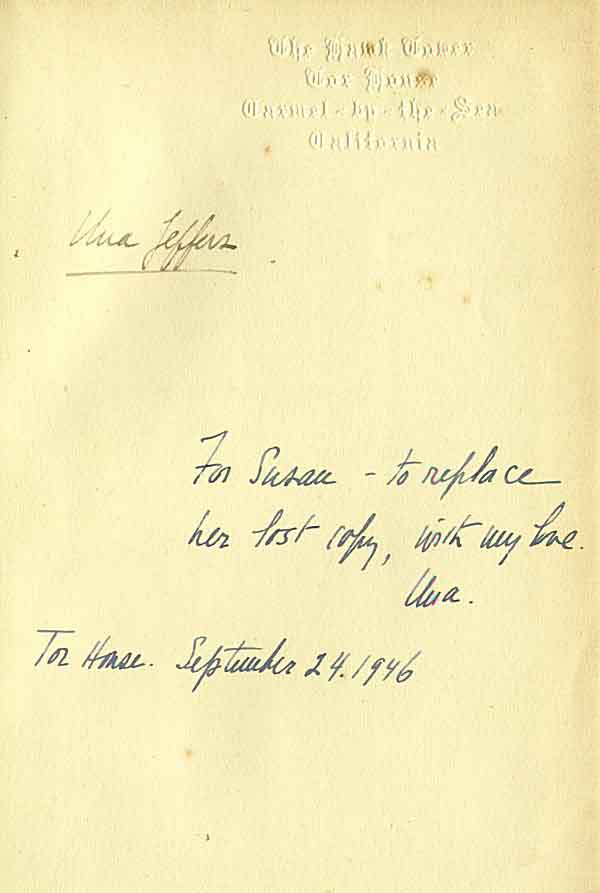 The Hawk Tower
Tor House
Carmel-by-the-Sea
California
Una Jeffers
For Susan – to replace
her lost copy, with my love.
Una.
Tor House. September 24. 1946